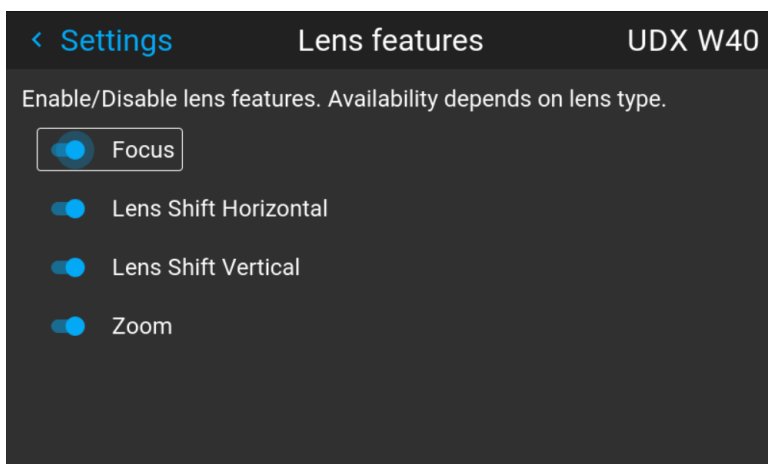 Settings
Lens features
UDX W40
Enable/Disable lens features. Availability depends on lens type.
Focus
Lens Shift Horizontal
Lens Shift Vertical
Zoom